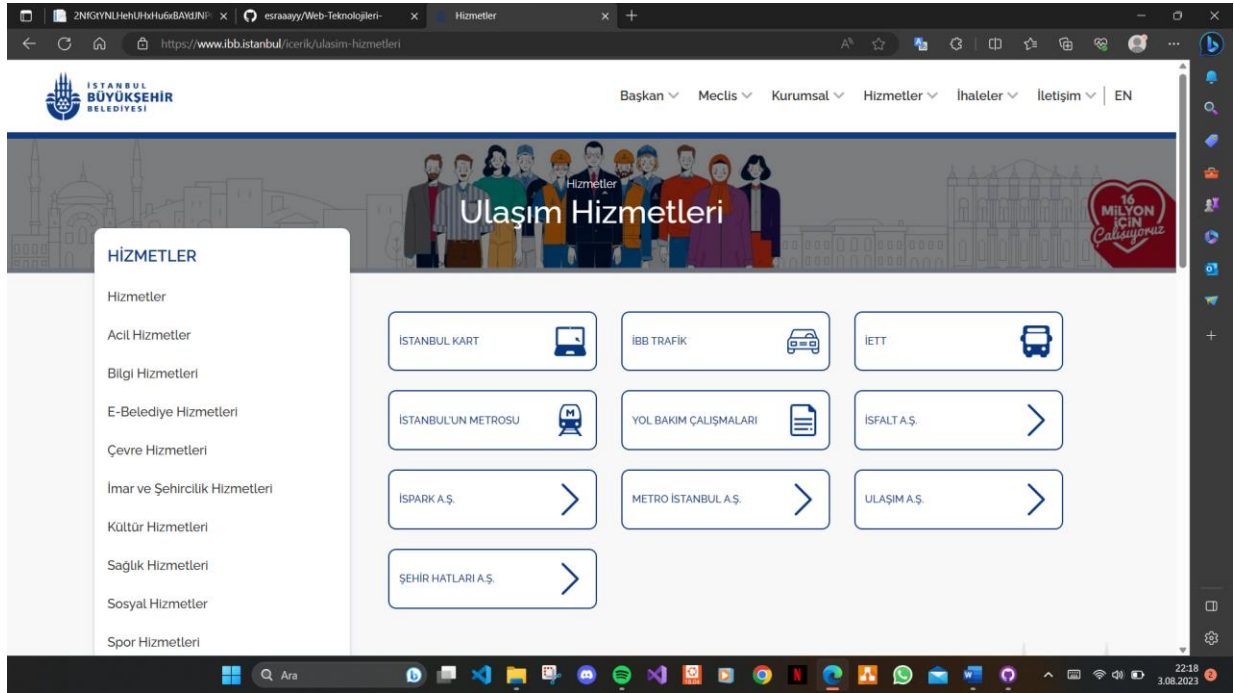 2NfGtYNLHehUHxHu6xBAYdJNP
esraaayy/Web-Teknolojileri-
Hizmetler
https://www.ibb.istanbul/icerik/ulasim-hizmetleri
İSTANBUL
BÜYÜKŞEHİR
BELEDİYESİ
Başkan Meclis Kurumsal Hizmetler İhaleler İletişim EN
Hizmetler
Ulaşım Hizmetleri
16
MİLYON
İÇİN
Çalışıyoruz
HİZMETLER
Hizmetler
Acil Hizmetler
Bilgi Hizmetleri
E-Belediye Hizmetleri
Çevre Hizmetleri
İmar ve Şehircilik Hizmetleri
Kültür Hizmetleri
Sağlık Hizmetleri
Sosyal Hizmetler
Spor Hizmetleri
İSTANBUL KART
İBB TRAFİK
İETT
İSTANBUL'UN METROSU
YOL BAKIM ÇALIŞMALARI
İSFALT A.Ş.
İSPARK A.Ş.
METRO İSTANBUL A.Ş.
ULAŞIM A.Ş.
ŞEHİR HATLARI A.Ş.
Ara
22:18
3.08.2023
2